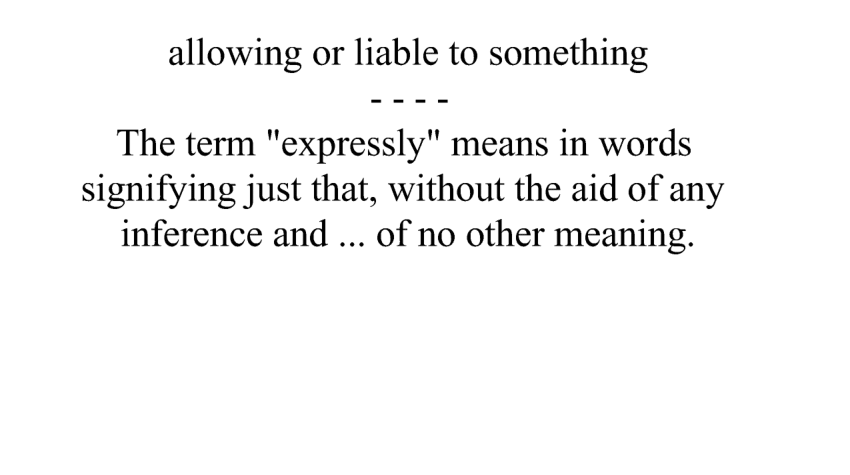 allowing or liable to something
- - - -
The term "expressly" means in words
signifying just that, without the aid of any
inference and ... of no other meaning.